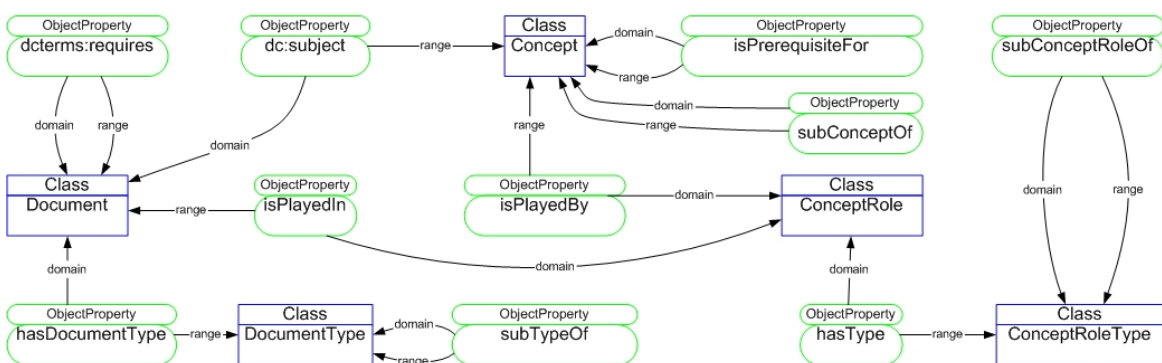 ObjectProperty
dcterms:requires
ObjectProperty
dc:subject
range
Class
Concept
domain
range
ObjectProperty
isPrerequisiteFor
ObjectProperty
subConceptRoleOf
domain
range
ObjectProperty
subConceptOf
domain
range
domain
range
range
domain
Class
Document
range
ObjectProperty
isPlayedIn
ObjectProperty
isPlayedBy
domain
Class
ConceptRole
domain
range
domain
domain
domain
ObjectProperty
hasDocumentType
range
Class
DocumentType
domain
range
ObjectProperty
subTypeOf
ObjectProperty
hasType
range
Class
ConceptRoleType